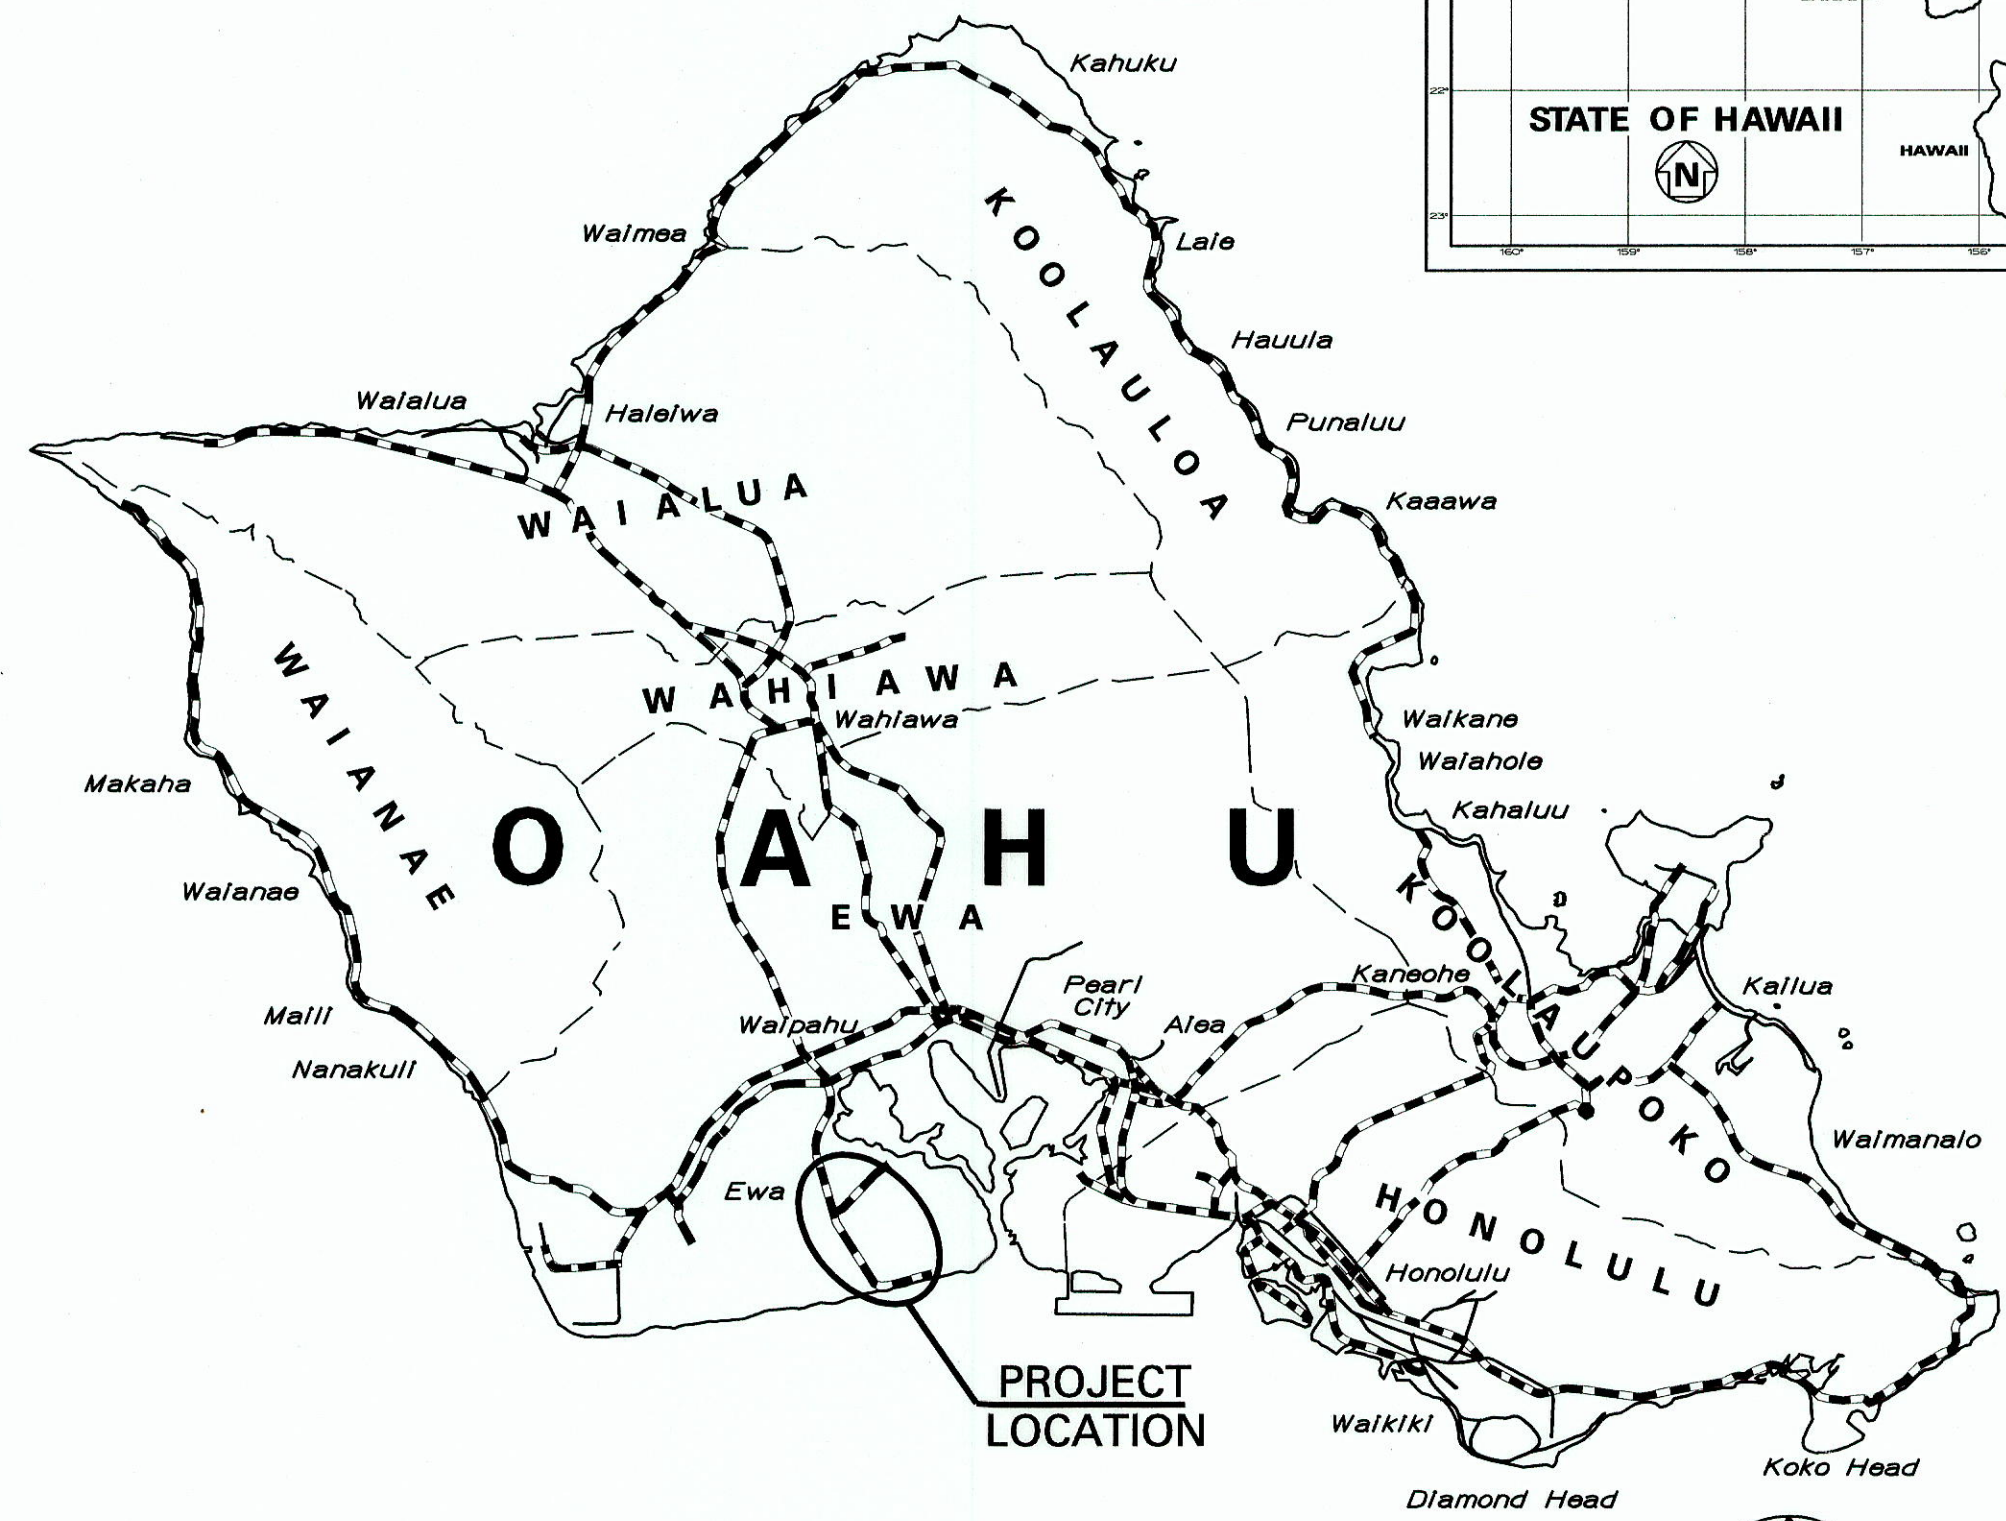 Kahuku
22°
STATE OF HAWAII
N
HAWAII
23°
160°
159°
158°
157°
156°
Waimea
KOOLAULOA
Laie
Hauula
Waialua
Haleiwa
Punaluu
WAIALUA
Kaaawa
WAIANAE
WAHIAWA
Wahiawa
Waikane
Waiahole
Makaha
Kahaluu
OAHU
Waianae
EWA
KOOLAUPOKO
Kaneohe
Pearl
City
Kailua
Maili
Waipahu
Aiea
Nanakuli
Waimanalo
Ewa
HONOLULU
Honolulu
PROJECT
LOCATION
Waikiki
Koko Head
Diamond Head